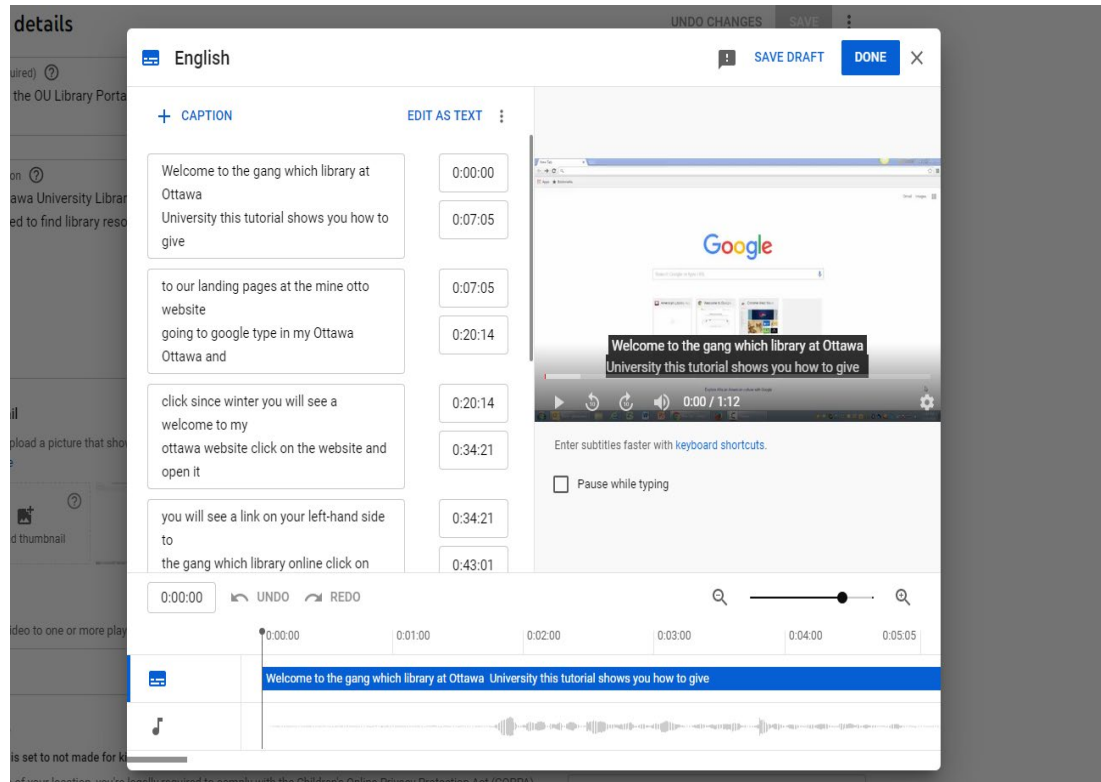 details
UNDO CHANGES SAVE
English
SAVE DRAFT DONE
the OU Library Porta
+ CAPTION
EDIT AS TEXT
Welcome to the gang which library at
Ottawa
University this tutorial shows you how to
give
0:00:00
0:07:05
to our landing pages at the mine otto
website
going to google type in my Ottawa
Ottawa and
0:07:05
0:20:14
click since winter you will see a
welcome to my
ottawa website click on the website and
open it
0:20:14
0:34:21
you will see a link on your left-hand side
to
the gang which library online click on
0:34:21
0:43:01
Google
Welcome to the gang which library at Ottawa
University this tutorial shows you how to give
0:00 / 1:12
Enter subtitles faster with keyboard shortcuts.
Pause while typing
0:00:00 UNDO REDO
0:00:00 0:01:00 0:02:00 0:03:00 0:04:00 0:05:05
Welcome to the gang which library at Ottawa University this tutorial shows you how to give
awa University Librar
ed to find library reso
pload a picture that sho
d thumbnail
ideo to one or more play
is set to not made for ki